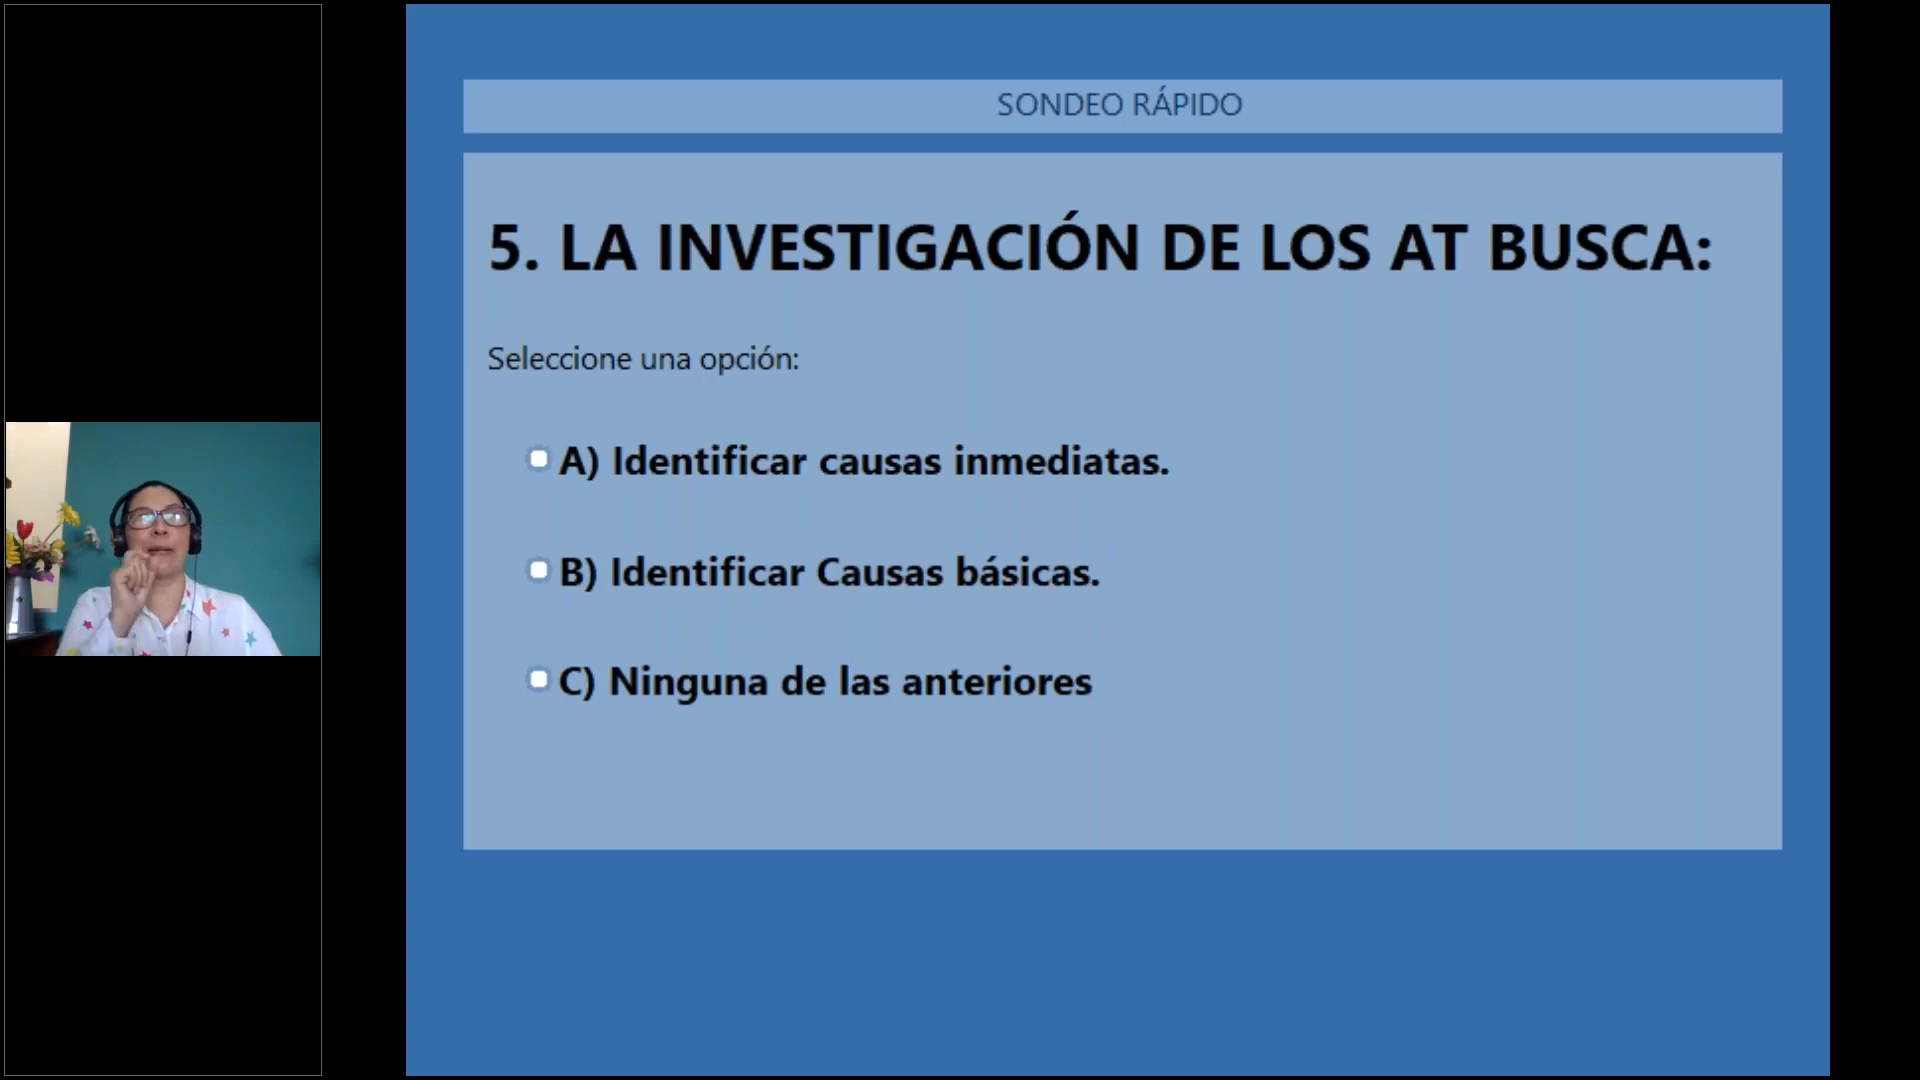 SONDEO RÁPIDO
5. LA INVESTIGACIÓN DE LOS AT BUSCA:
Seleccione una opción:
A) Identificar causas inmediatas.
B) Identificar Causas básicas.
C) Ninguna de las anteriores